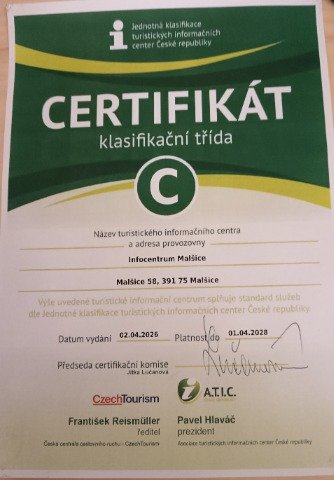 Jednotná klasifikace
turistických informačních
center České republiky
CERTIFIKÁT
klasifikační třída
C
Název turistického informačního centra
a adresa provozovny
Infocentrum Malšice
Malšice 58, 391 75 Malšice
Výše uvedené turistické informační centrum splňuje standard služeb
dle Jednotné klasifikace turistických informačních center České republiky.
Datum vydání 02.04.2026 Platnost do 01.04.2028
Předseda certifikační komise
Jitka Lučanová
CzechTourism A.T.I.C.
František Reismüller Pavel Hlaváč
ředitel prezident
Česká centrála cestovního ruchu - CzechTourism Asociace turistických informačních center České republiky